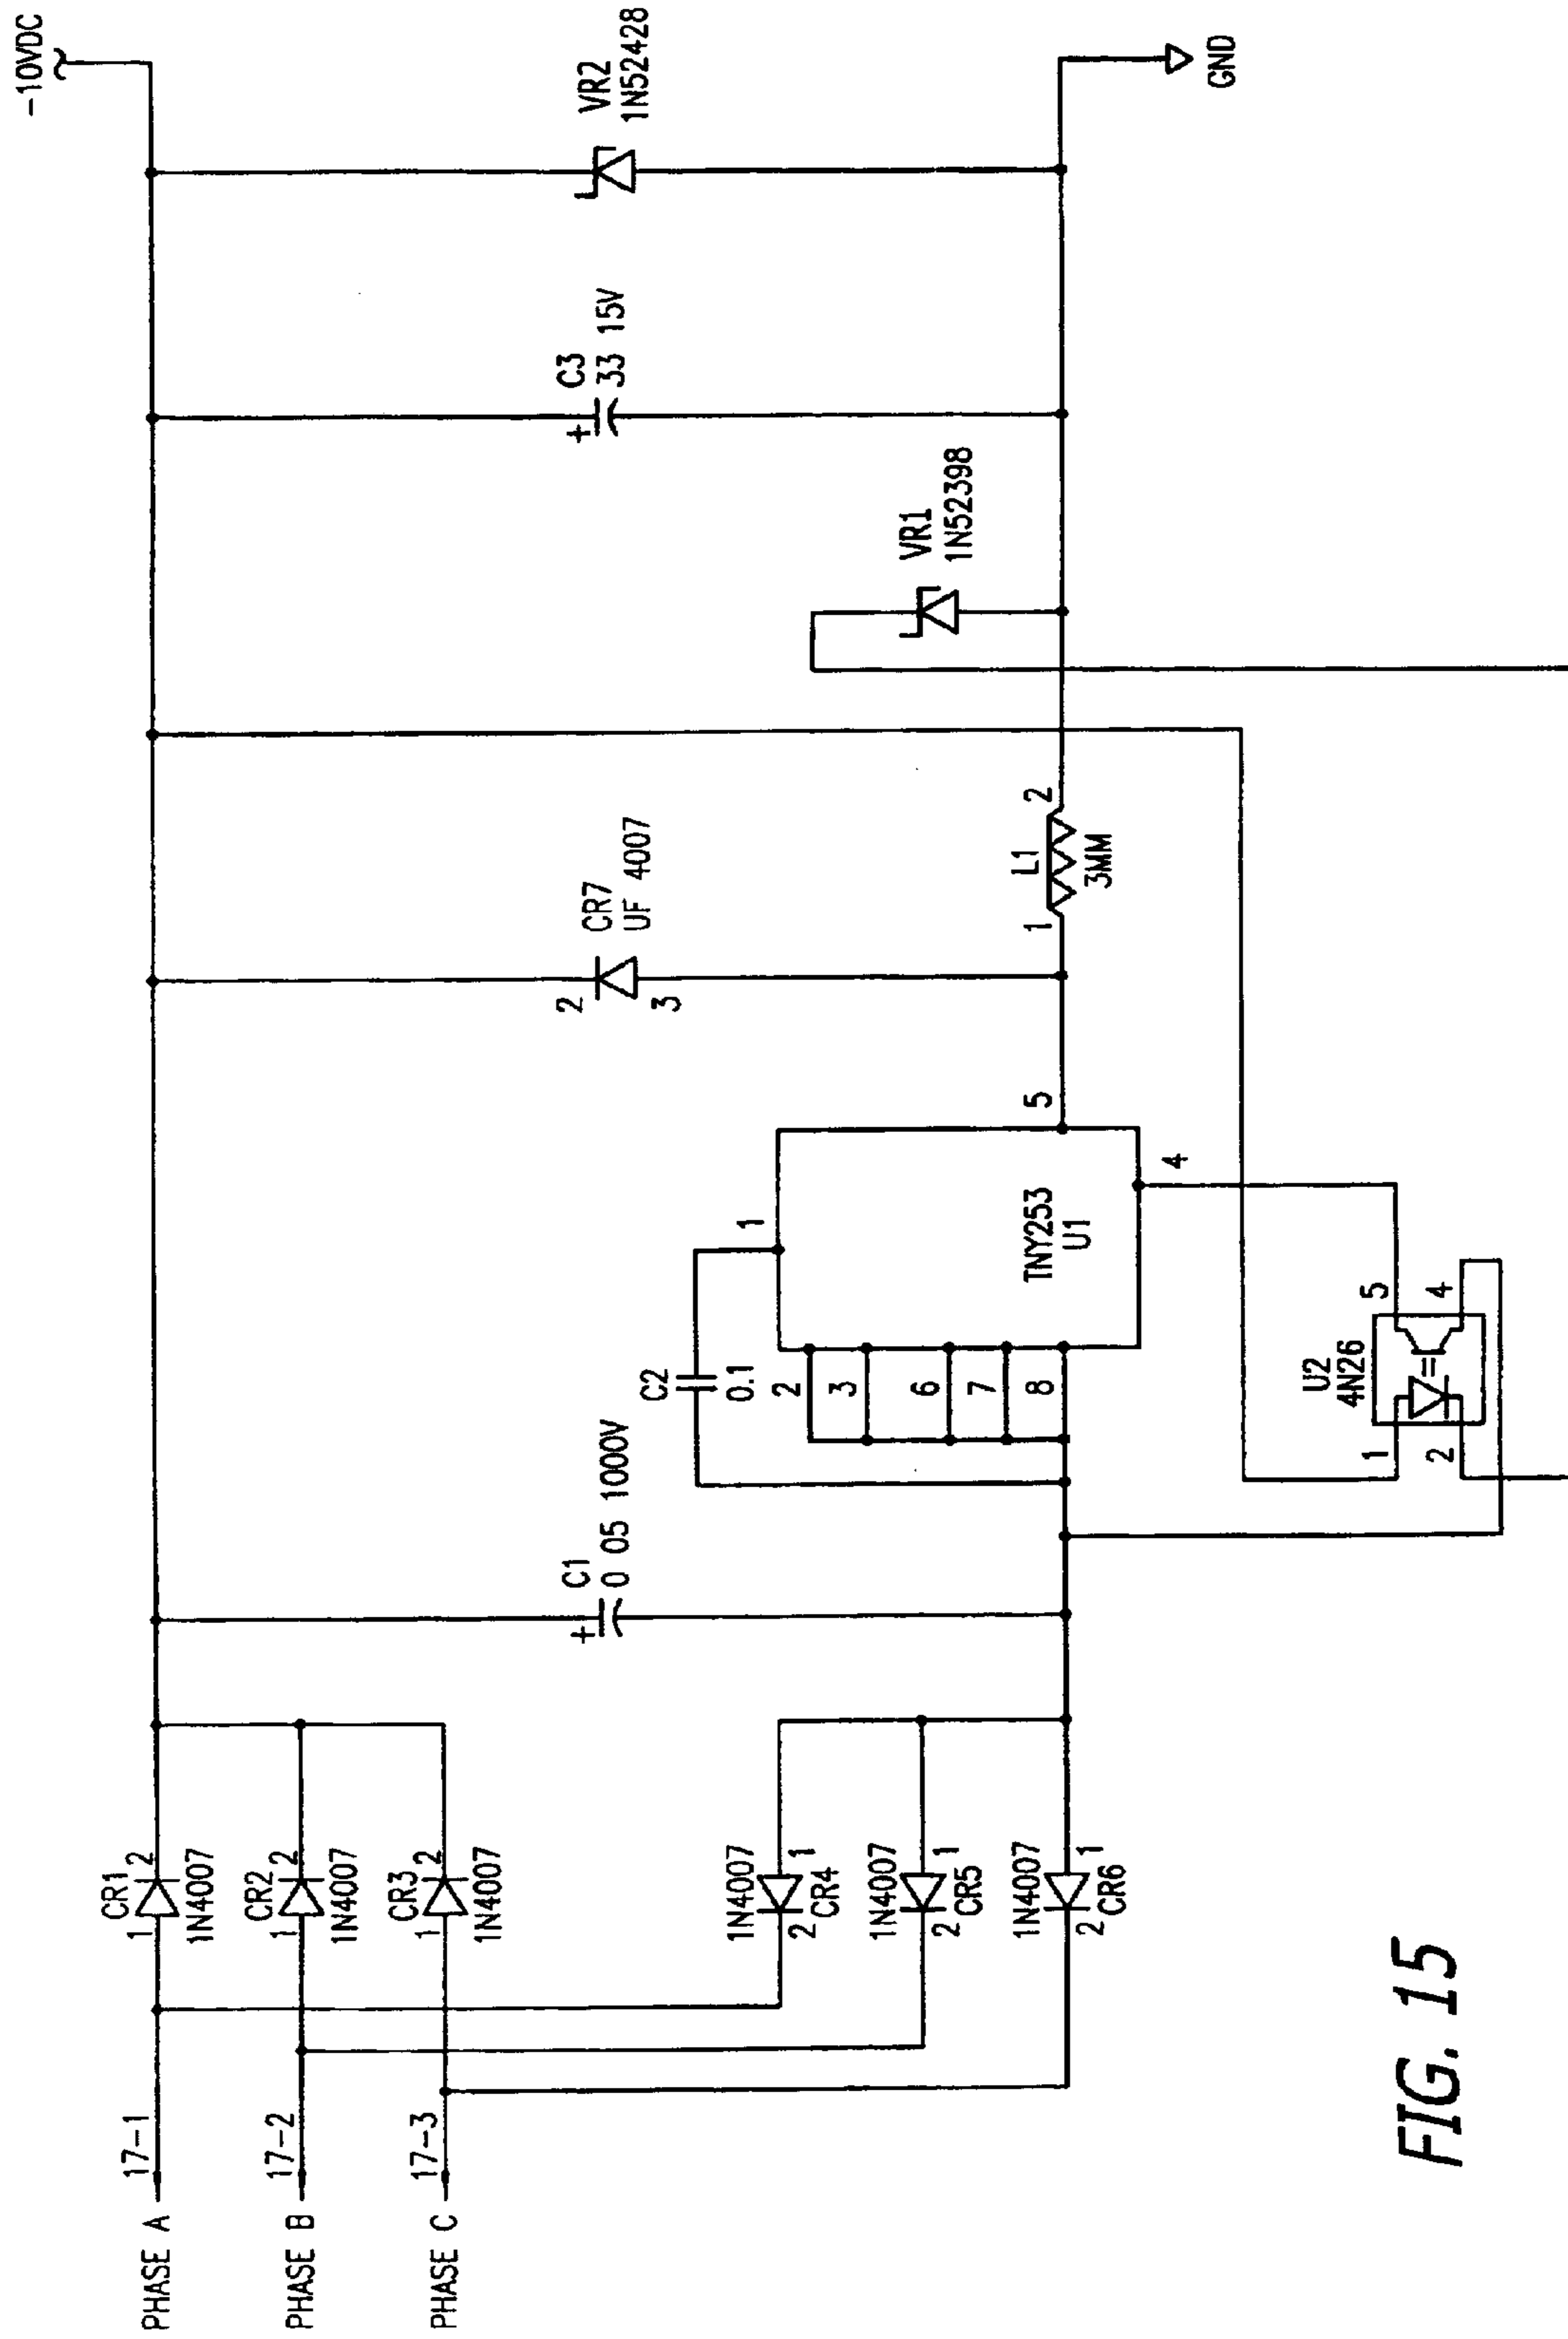 PHASE A
17-1
PHASE B
17-2
PHASE C
17-3
CR1
1 2
1N4007
CR2
1 2
1N4007
CR3
1 2
1N4007
1N4007
2 1
CR4
1N4007
2 1
CR5
1N4007
2 1
CR6
+
C1
0 05 1000V
C2
0.1
1
2
3
6
7
8
TNY253
U1
5
4
U2
4N26
1
2
5
4
2
3
CR7
UF 4007
L1
1 2
3MM
VR1
1N52398
+
C3
33 15V
VR2
1N52428
-10VDC
GND
FIG. 15